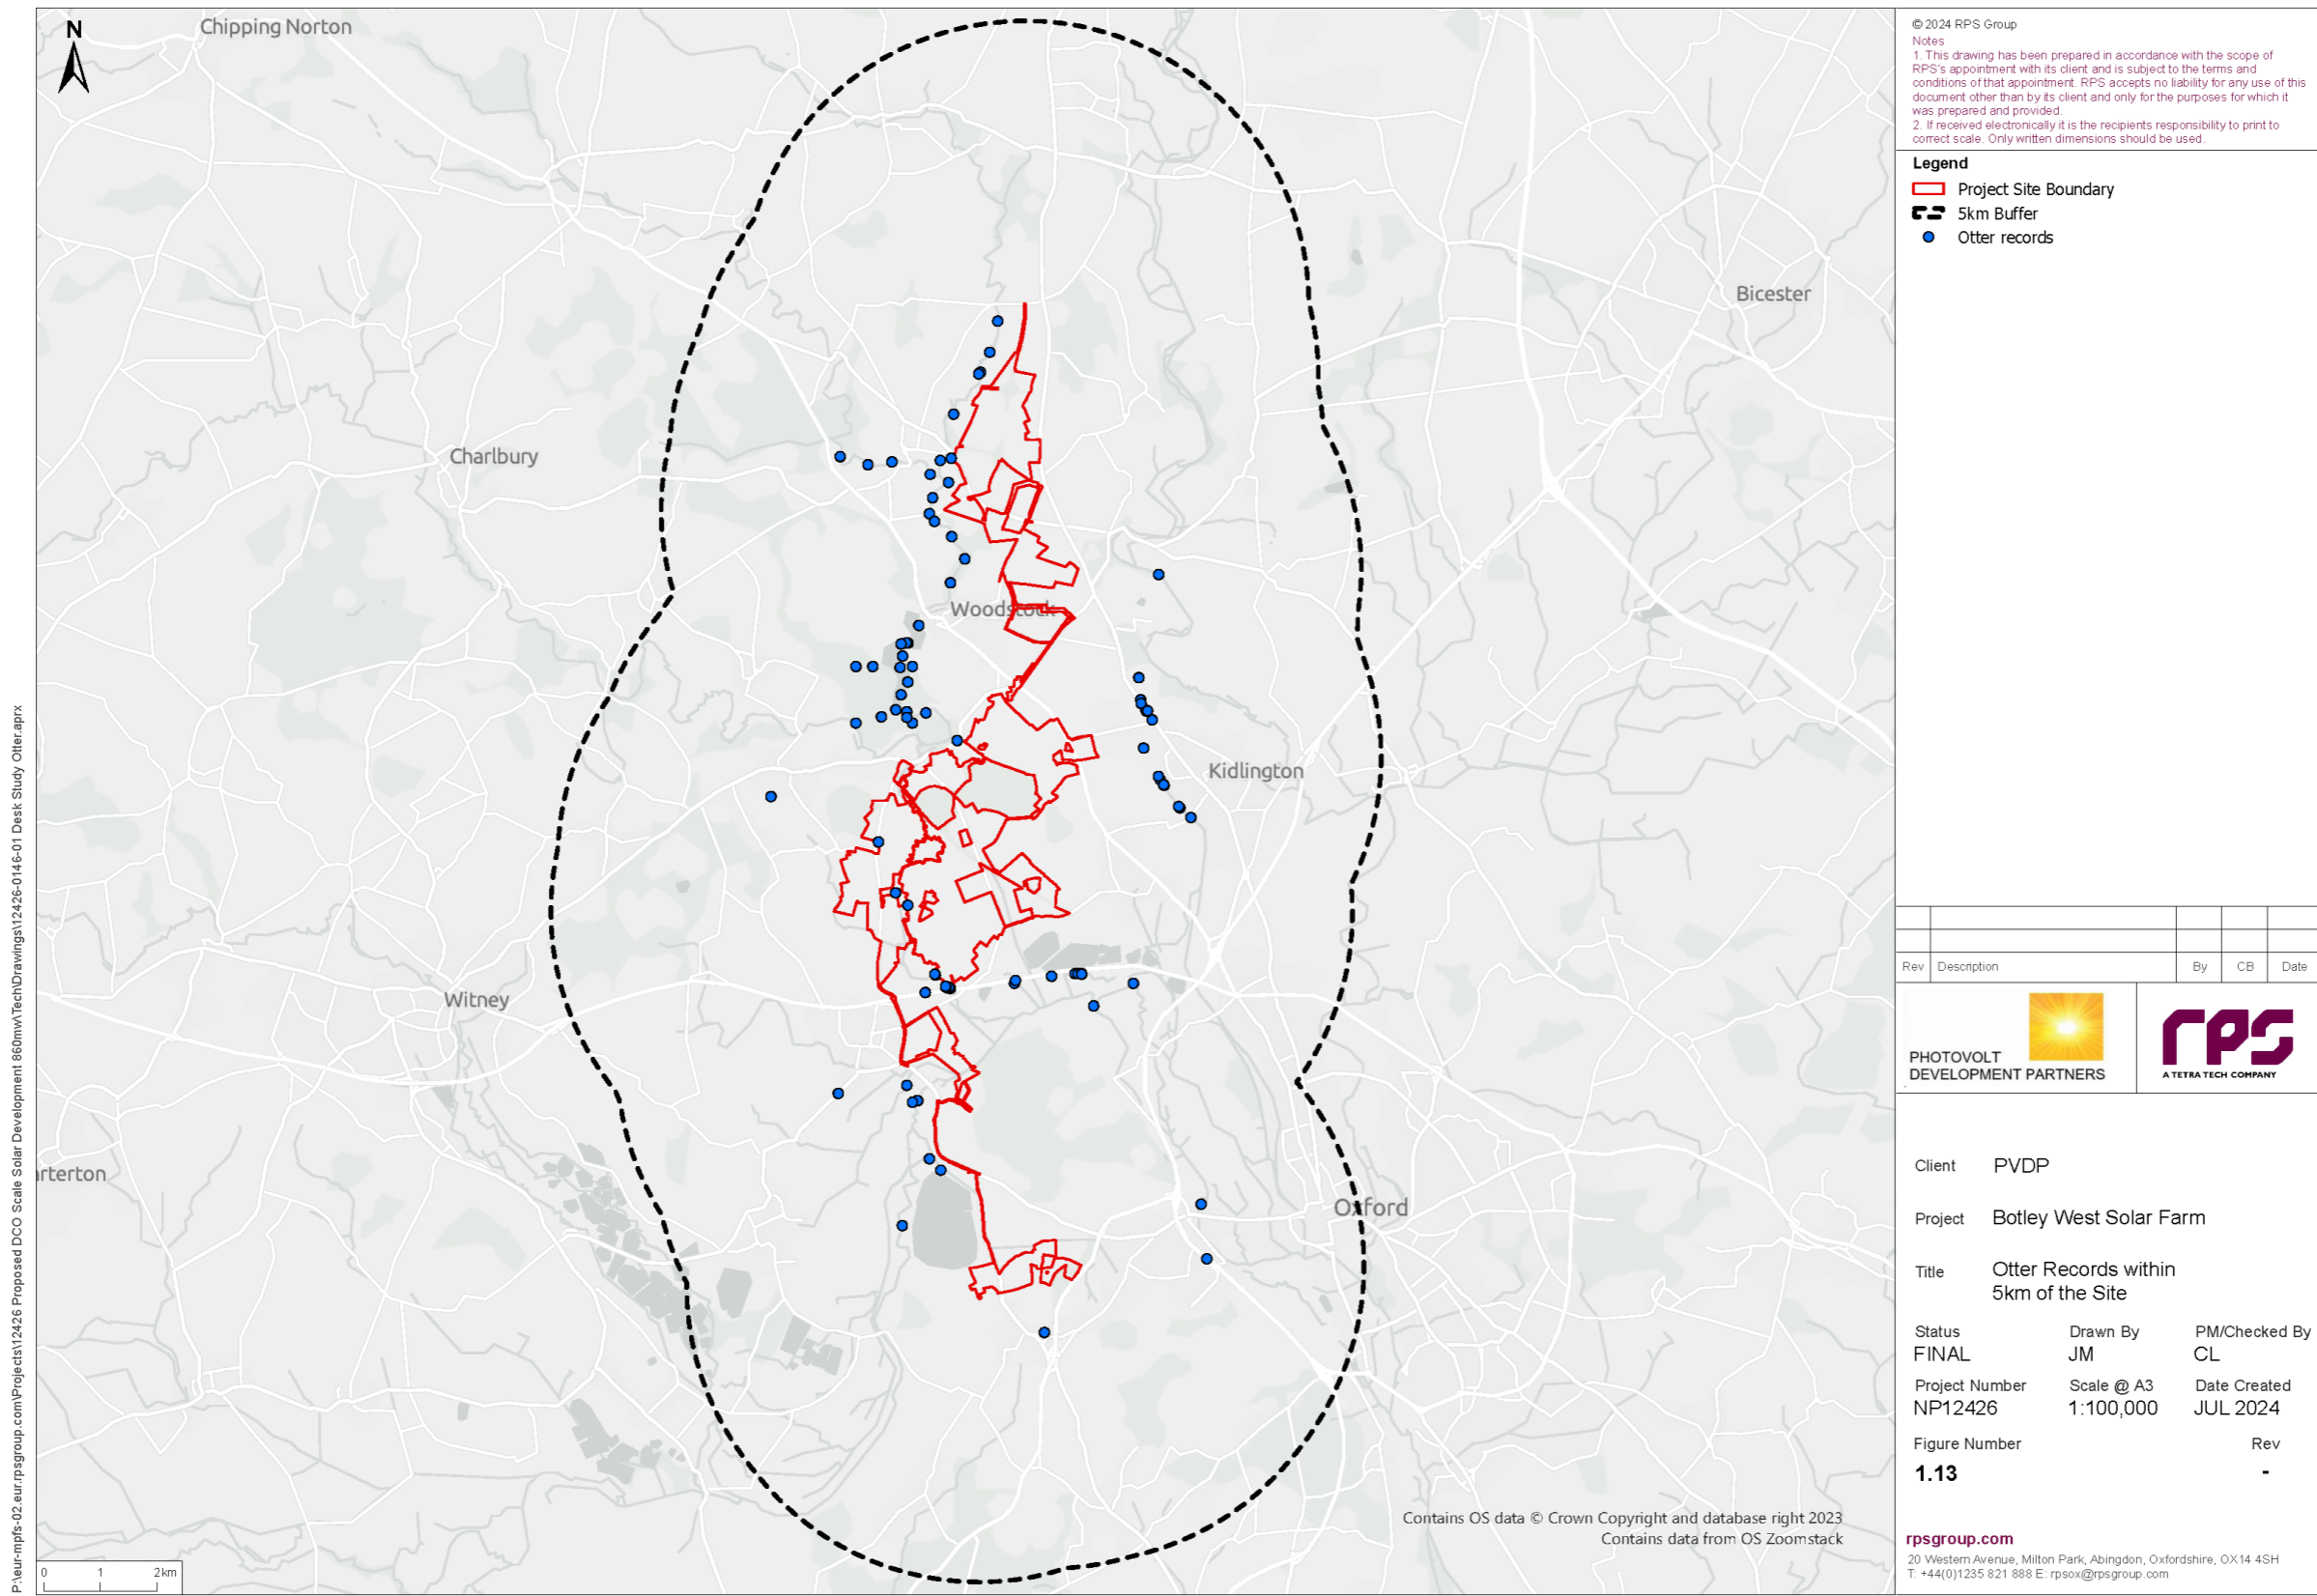 N
Chipping Norton
Bicester
Charlbury
Woodstock
Kidlington
Witney
rterton
Oxford
0 1 2km
Contains OS data © Crown Copyright and database right 2023
Contains data from OS Zoomstack
P:\eur-mpfs-02.eur.rpsgroup.com\Projects\12426 Proposed DCO Scale Solar Development 860mw\Tech\Drawings\12426-0146-01 Desk Study Otter.aprx
© 2024 RPS Group
Notes
1. This drawing has been prepared in accordance with the scope of
RPS's appointment with its client and is subject to the terms and
conditions of that appointment. RPS accepts no liability for any use of this
document other than by its client and only for the purposes for which it
was prepared and provided.
2. If received electronically it is the recipients responsibility to print to
correct scale. Only written dimensions should be used.
Legend
Project Site Boundary
5km Buffer
Otter records
Rev Description By CB Date
PHOTOVOLT
DEVELOPMENT PARTNERS
rps
A TETRA TECH COMPANY
Client PVDP
Project Botley West Solar Farm
Title Otter Records within
5km of the Site
Status Drawn By PM/Checked By
FINAL JM CL
Project Number Scale @ A3 Date Created
NP12426 1:100,000 JUL 2024
Figure Number Rev
1.13 -
rpsgroup.com
20 Western Avenue, Milton Park, Abingdon, Oxfordshire, OX14 4SH
T: +44(0)1235 821 888 E: rpsox@rpsgroup.com